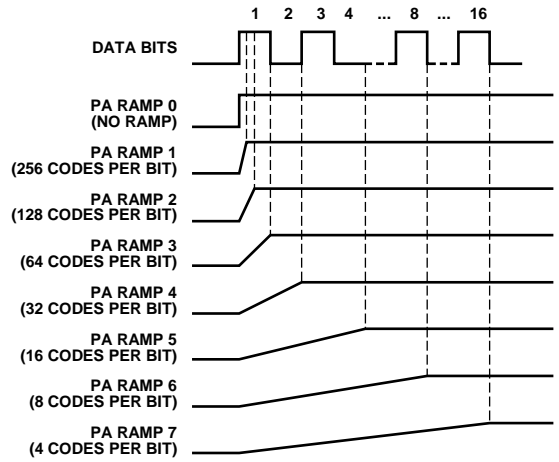 1 2 3 4 ... 8 ... 16
DATA BITS
PA RAMP 0
(NO RAMP)
PA RAMP 1
(256 CODES PER BIT)
PA RAMP 2
(128 CODES PER BIT)
PA RAMP 3
(64 CODES PER BIT)
PA RAMP 4
(32 CODES PER BIT)
PA RAMP 5
(16 CODES PER BIT)
PA RAMP 6
(8 CODES PER BIT)
PA RAMP 7
(4 CODES PER BIT)